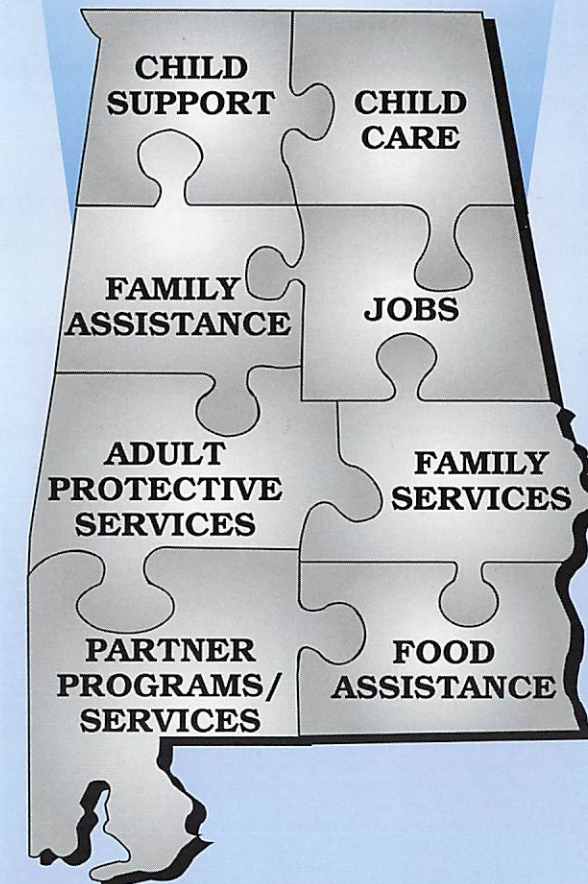 CHILD
SUPPORT
CHILD
CARE
FAMILY
ASSISTANCE
JOBS
ADULT
PROTECTIVE
SERVICES
FAMILY
SERVICES
PARTNER
PROGRAMS/
SERVICES
FOOD
ASSISTANCE